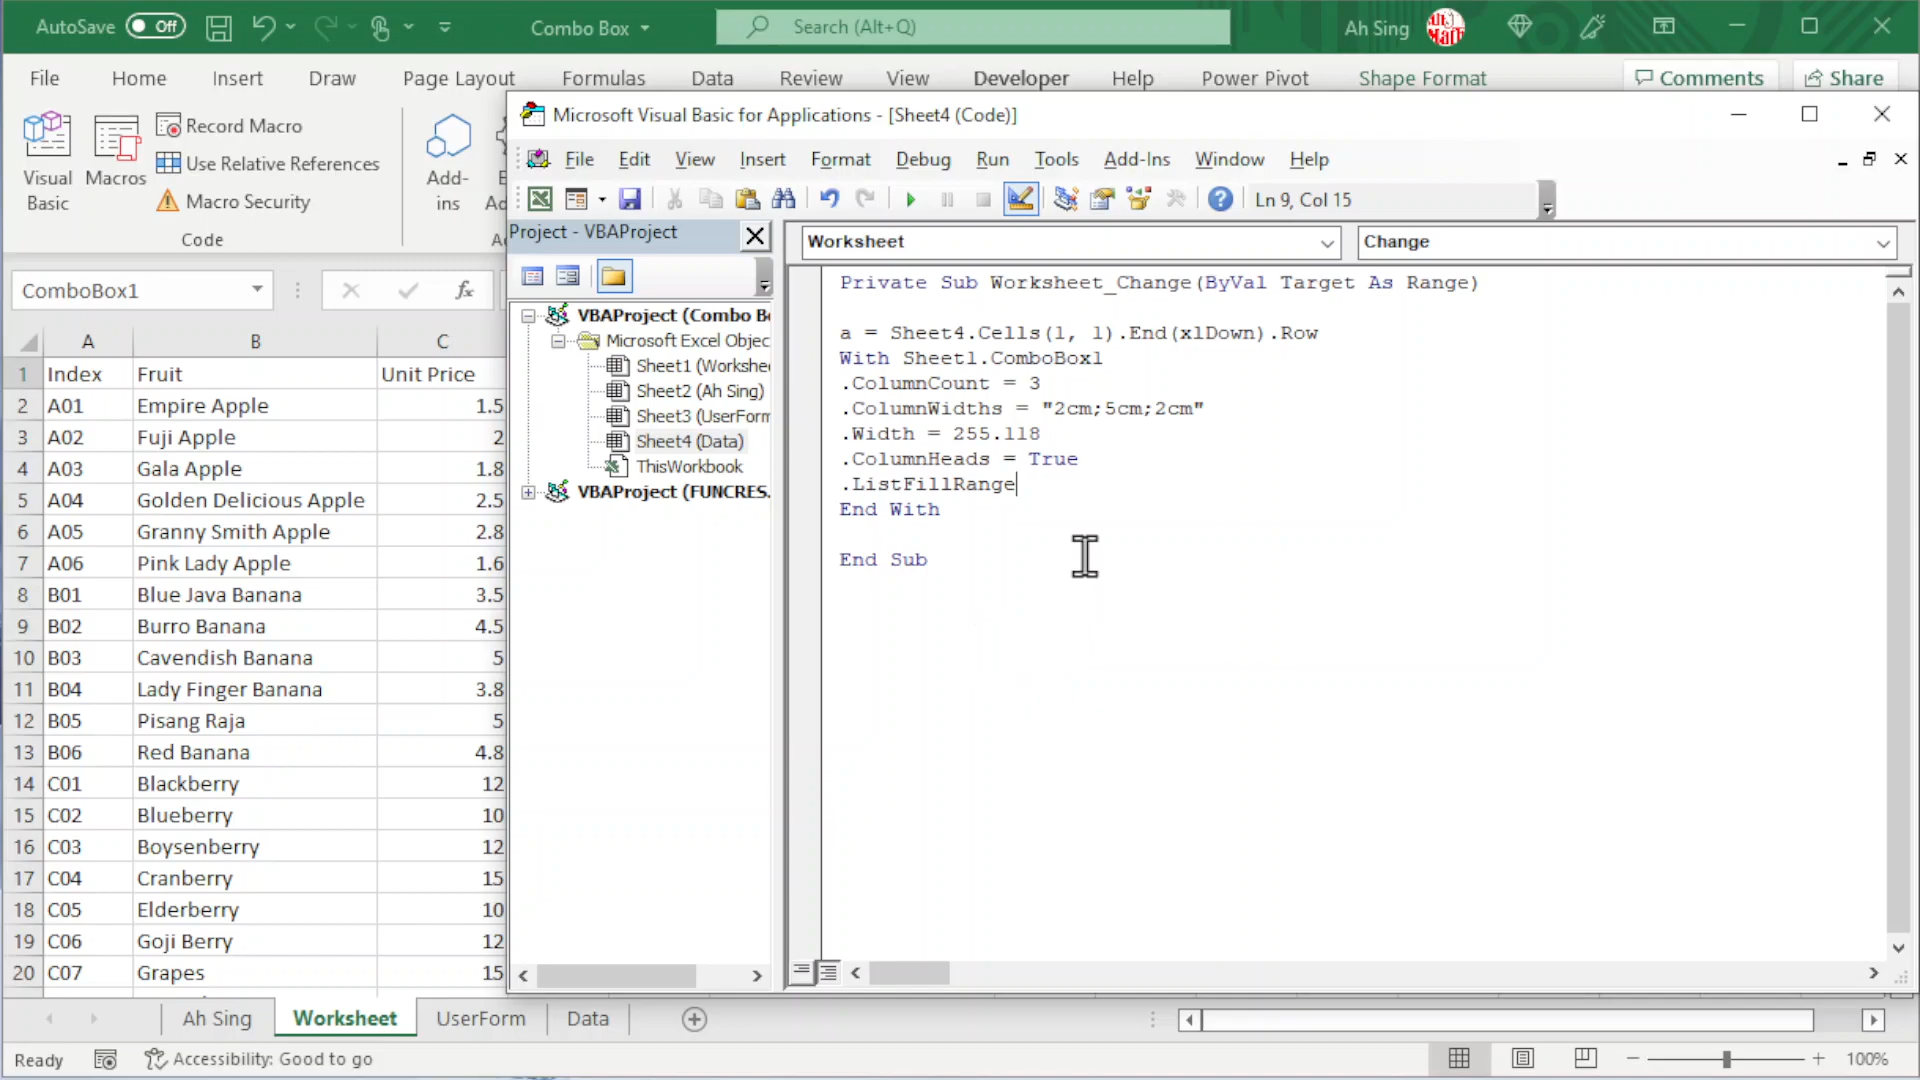 AutoSave Off Combo Box Search (Alt+Q) Ah Sing
File Home Insert Draw Page Layout Formulas Data Review View Developer Help Power Pivot Shape Format Comments Share
Visual Basic
Macros
Record Macro
Use Relative References
Macro Security
Code
Add-ins
Microsoft Visual Basic for Applications - [Sheet4 (Code)]
File Edit View Insert Format Debug Run Tools Add-Ins Window Help
Ln 9, Col 15
Project - VBAProject
Worksheet
Change
VBAProject (Combo B
Microsoft Excel Objec
Sheet1 (Workshe
Sheet2 (Ah Sing)
Sheet3 (UserForm
Sheet4 (Data)
ThisWorkbook
VBAProject (FUNCRES.
Private Sub Worksheet_Change(ByVal Target As Range)
a = Sheet4.Cells(1, 1).End(xlDown).Row
With Sheet1.ComboBox1
.ColumnCount = 3
.ColumnWidths = "2cm;5cm;2cm"
.Width = 255.118
.ColumnHeads = True
.ListFillRange
End With
End Sub
ComboBox1 fx
A B C
1 Index Fruit Unit Price
2 A01 Empire Apple 1.5
3 A02 Fuji Apple 2
4 A03 Gala Apple 1.8
5 A04 Golden Delicious Apple 2.5
6 A05 Granny Smith Apple 2.8
7 A06 Pink Lady Apple 1.6
8 B01 Blue Java Banana 3.5
9 B02 Burro Banana 4.5
10 B03 Cavendish Banana 5
11 B04 Lady Finger Banana 3.8
12 B05 Pisang Raja 5
13 B06 Red Banana 4.8
14 C01 Blackberry 12
15 C02 Blueberry 10
16 C03 Boysenberry 12
17 C04 Cranberry 15
18 C05 Elderberry 10
19 C06 Goji Berry 12
20 C07 Grapes 15
Ah Sing Worksheet UserForm Data
Ready Accessibility: Good to go 100%